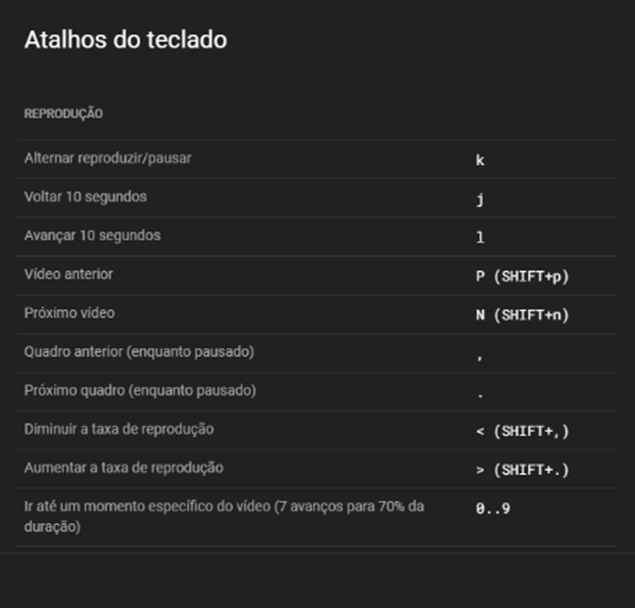 Atalhos do teclado
REPRODUÇÃO
Alternar reproduzir/pausar k
Voltar 10 segundos j
Avançar 10 segundos l
Vídeo anterior P (SHIFT+p)
Próximo vídeo N (SHIFT+n)
Quadro anterior (enquanto pausado) ,
Próximo quadro (enquanto pausado) .
Diminuir a taxa de reprodução < (SHIFT+,)
Aumentar a taxa de reprodução > (SHIFT+.)
Ir até um momento específico do vídeo (7 avanços para 70% da 0..9
duração)